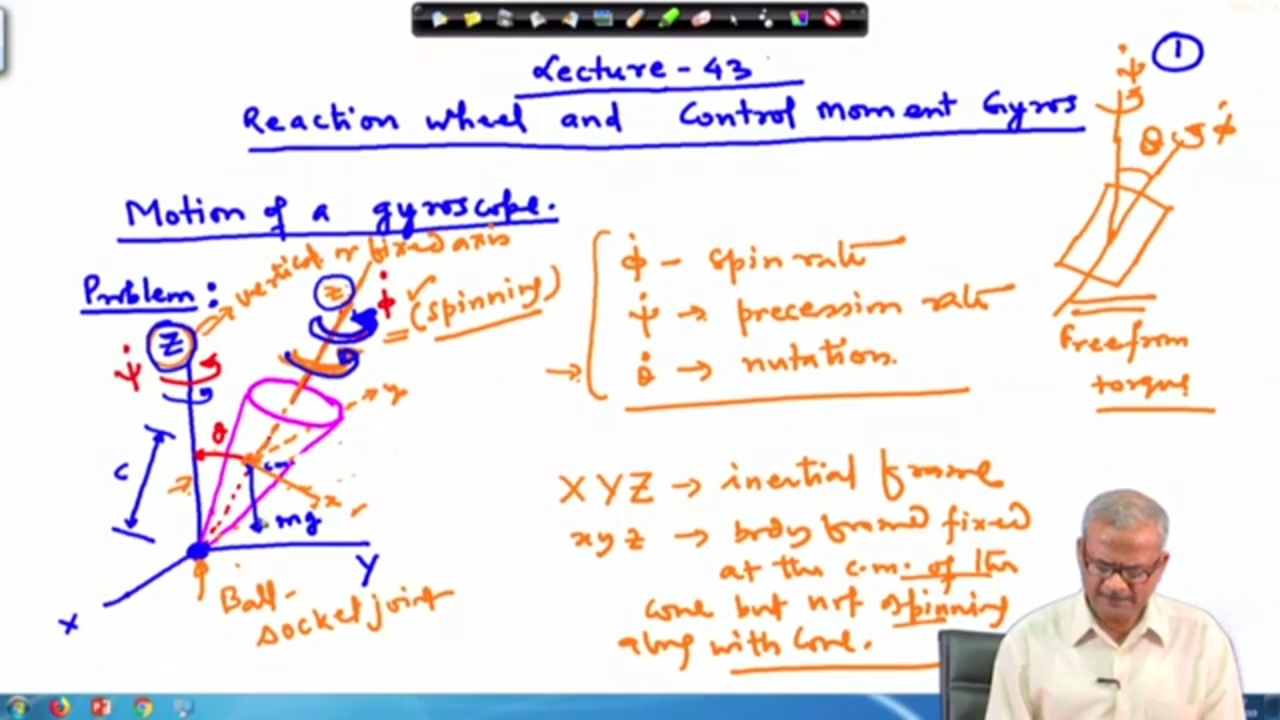 Lecture - 43
Reaction wheel and Control moment Gyros
1
ψ̇
θ
φ̇
Free from
torque
Motion of a gyroscope.
Problem:
vertical or fixed axis
Z
z
φ̇
(spinning)
ψ̇
θ
c
y
x
cm
mg
X
Y
Ball-
socket joint
φ̇ - spin rate
ψ̇ → precession rate
θ̇ → nutation.
XYZ → inertial frame
xyz → body frame fixed
at the c.m. of the
cone but not spinning
along with cone.